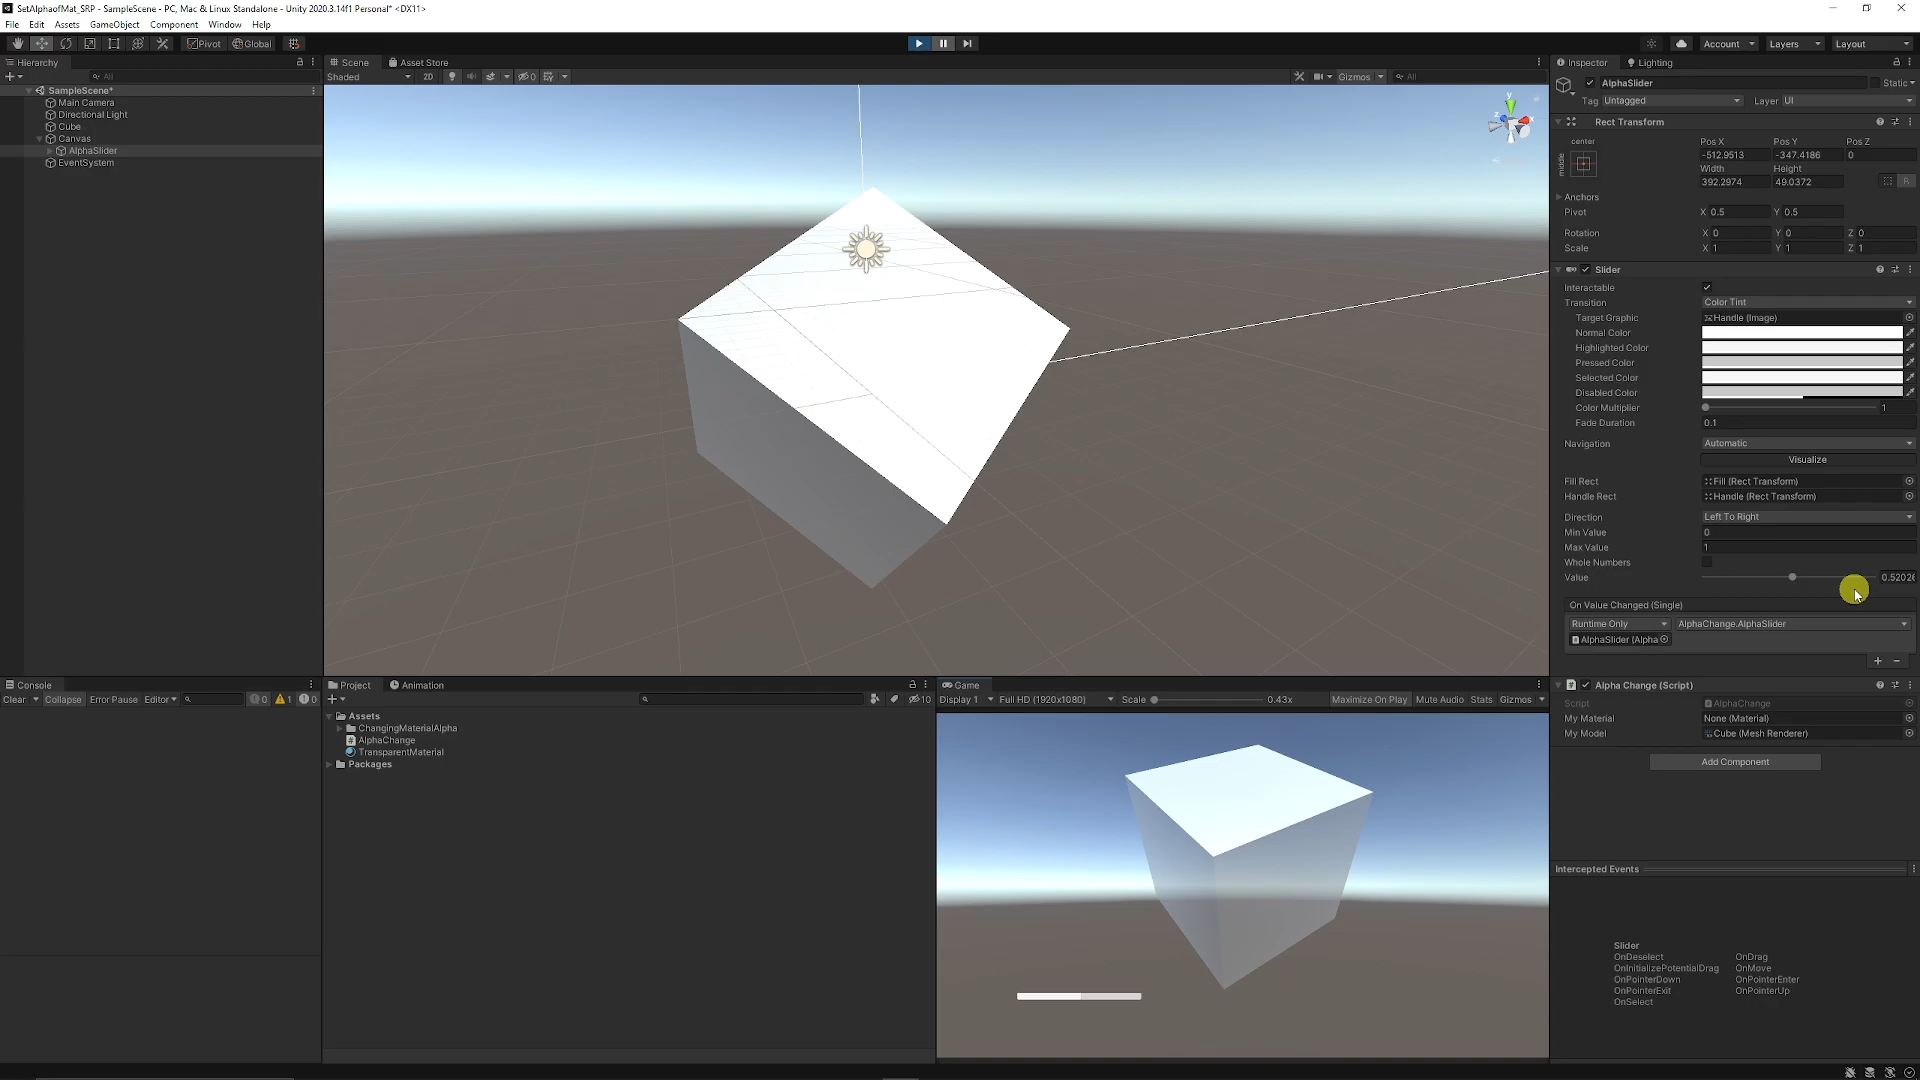 SetAlphaofMat_SRP - SampleScene - PC, Mac & Linux Standalone - Unity 2020.3.14f1 Personal* <DX11>
File Edit Assets GameObject Component Window Help
Pivot Global Account Layers Layout
Hierarchy
All
SampleScene*
Main Camera
Directional Light
Cube
Canvas
AlphaSlider
EventSystem
Scene Asset Store
Shaded 2D 0 Gizmos All
y
x
z
Inspector Lighting
AlphaSlider Static
Tag Untagged Layer UI
Rect Transform
center Pos X Pos Y Pos Z
middle -512.9513 -347.4186 0
Width Height
392.2974 49.0372 R
Anchors
Pivot X 0.5 Y 0.5
Rotation X 0 Y 0 Z 0
Scale X 1 Y 1 Z 1
Slider
Interactable
Transition Color Tint
Target Graphic Handle (Image)
Normal Color
Highlighted Color
Pressed Color
Selected Color
Disabled Color
Color Multiplier 1
Fade Duration 0.1
Navigation Automatic
Visualize
Fill Rect Fill (Rect Transform)
Handle Rect Handle (Rect Transform)
Direction Left To Right
Min Value 0
Max Value 1
Whole Numbers
Value 0.52026
On Value Changed (Single)
Runtime Only AlphaChange.AlphaSlider
AlphaSlider (Alpha
+ −
Alpha Change (Script)
Script AlphaChange
My Material None (Material)
My Model Cube (Mesh Renderer)
Add Component
Intercepted Events
Slider
OnDeselect OnDrag
OnInitializePotentialDrag OnMove
OnPointerDown OnPointerEnter
OnPointerExit OnPointerUp
OnSelect
Console
Clear Collapse Error Pause Editor 0 1 0
Project Animation
10
Assets
ChangingMaterialAlpha
AlphaChange
TransparentMaterial
Packages
Game
Display 1 Full HD (1920x1080) Scale 0.43x Maximize On Play Mute Audio Stats Gizmos